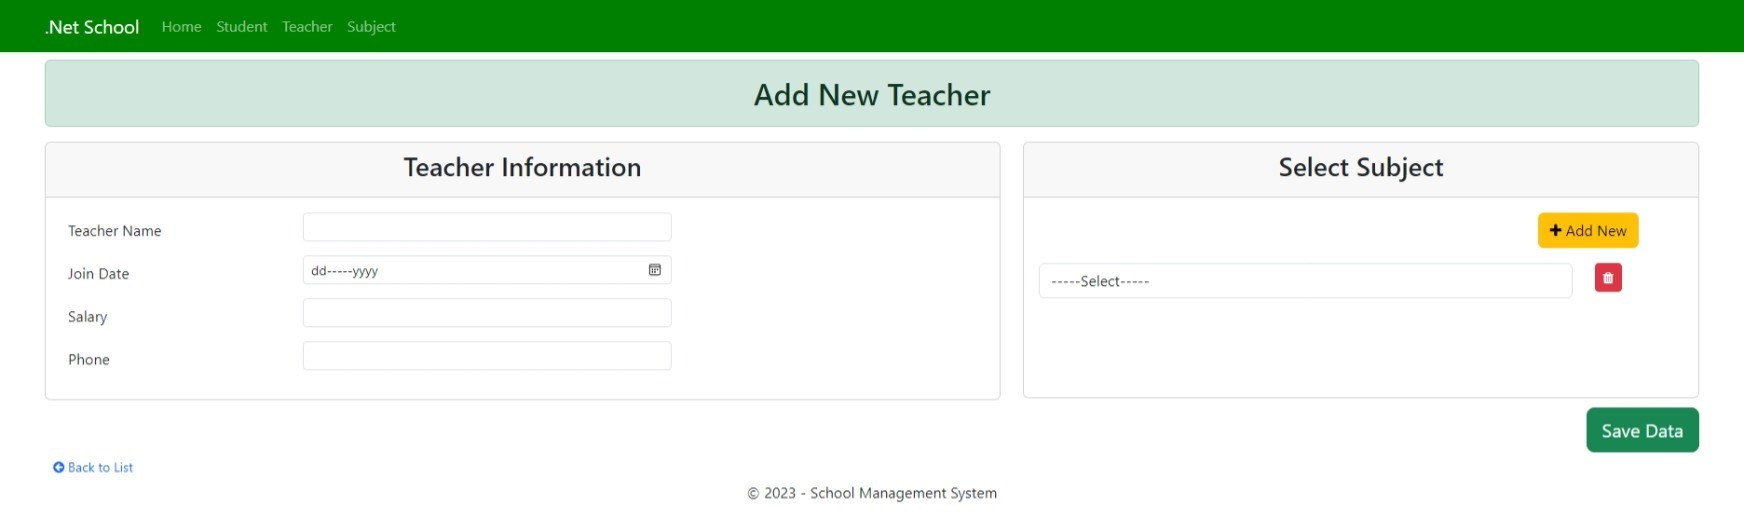 .Net School Home Student Teacher Subject
Add New Teacher
Teacher Information
Teacher Name
Join Date dd-----yyyy
Salary
Phone
Select Subject
Add New
-----Select-----
Save Data
Back to List
© 2023 - School Management System